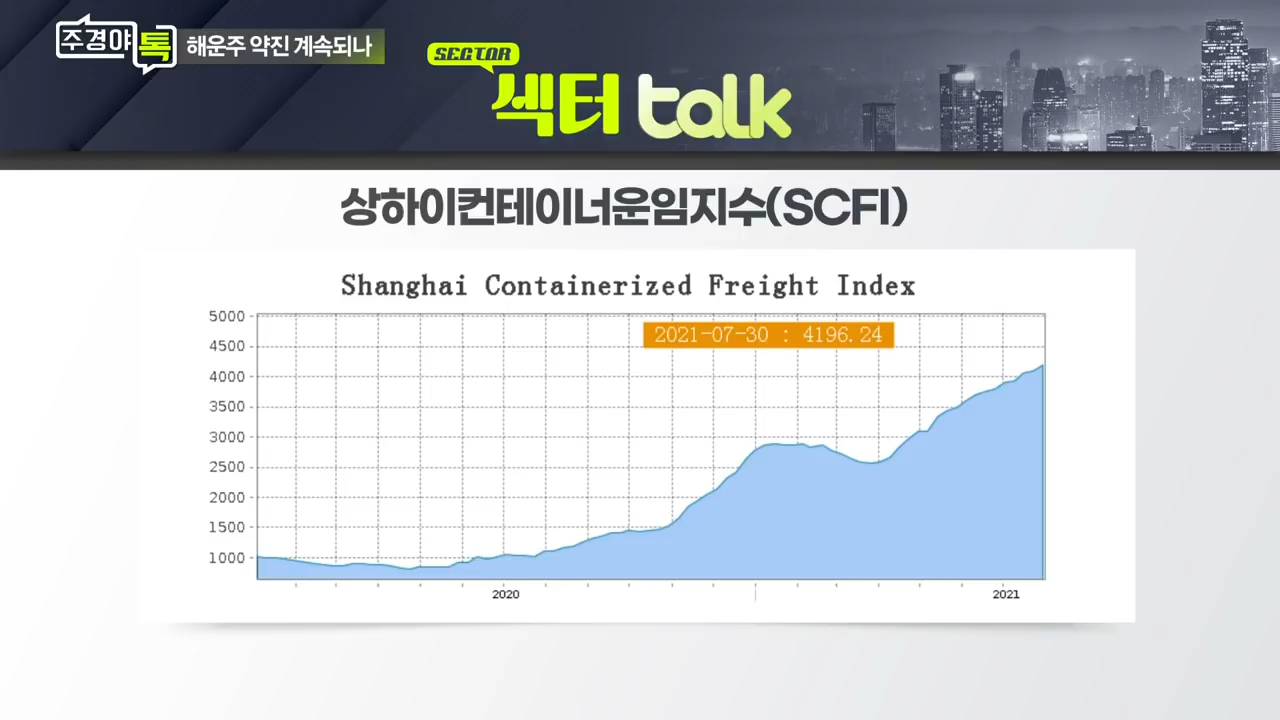 주경야톡
해운주 약진 계속되나
SECTOR
섹터 talk
상하이컨테이너운임지수(SCFI)
Shanghai Containerized Freight Index
2021-07-30 : 4196.24
5000
4500
4000
3500
3000
2500
2000
1500
1000
2020
2021